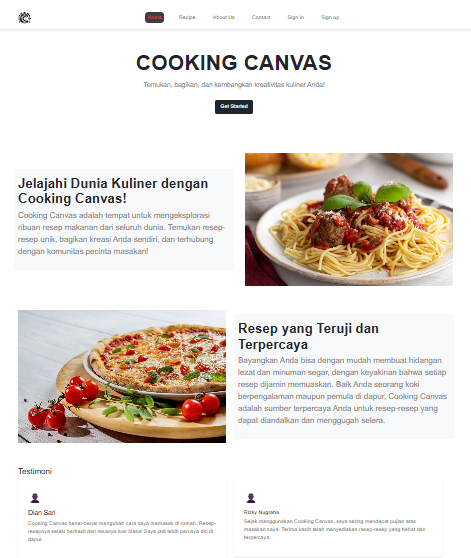 Home Recipe About Us Contact Sign in Sign up
COOKING CANVAS
Temukan, bagikan, dan kembangkan kreativitas kuliner Anda!
Get Started
Jelajahi Dunia Kuliner dengan
Cooking Canvas!
Cooking Canvas adalah tempat untuk mengeksplorasi
ribuan resep makanan dari seluruh dunia. Temukan resep-
resep unik, bagikan kreasi Anda sendiri, dan terhubung
dengan komunitas pecinta masakan!
Resep yang Teruji dan
Terpercaya
Bayangkan Anda bisa dengan mudah membuat hidangan
lezat dan minuman segar, dengan keyakinan bahwa setiap
resep dijamin memuaskan. Baik Anda seorang koki
berpengalaman maupun pemula di dapur, Cooking Canvas
adalah sumber terpercaya Anda untuk resep-resep yang
dapat diandalkan dan menggugah selera.
Testimoni
Dian Sari
Cooking Canvas benar-benar mengubah cara saya memasak di rumah. Resep-
resepnya selalu berhasil dan rasanya luar biasa! Saya jadi lebih percaya diri di
dapur.
Rizky Nugraha
Sejak menggunakan Cooking Canvas, saya sering mendapat pujian atas
masakan saya. Terima kasih telah menyediakan resep-resep yang hebat dan
terpercaya.